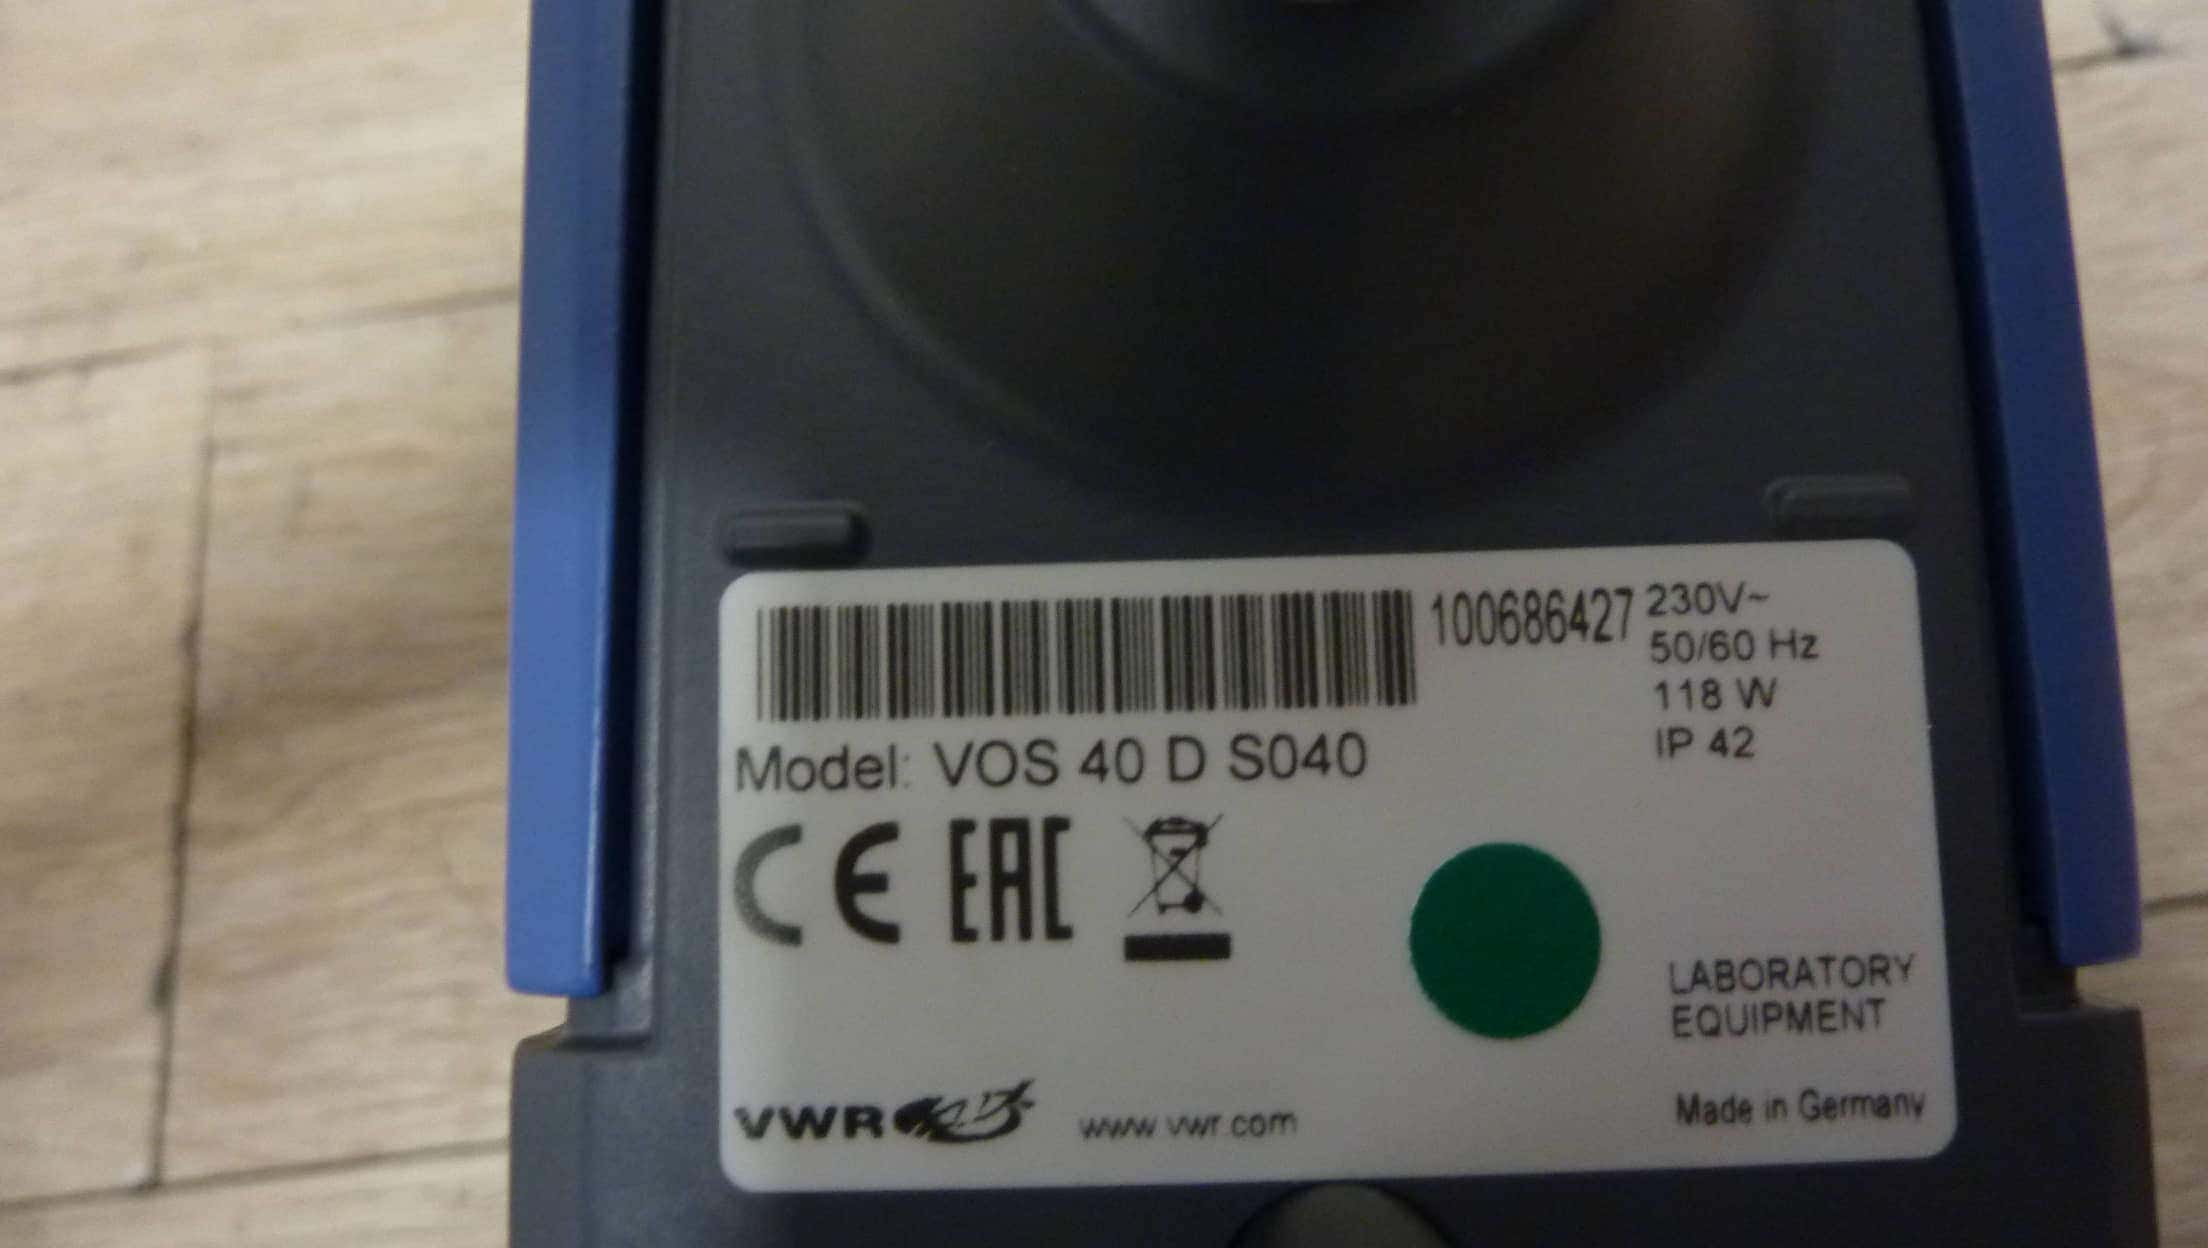 100686427
230V~
50/60 Hz
118 W
IP 42
Model: VOS 40 D S040
CE EAC
LABORATORY
EQUIPMENT
VWR www.vwr.com
Made in Germany